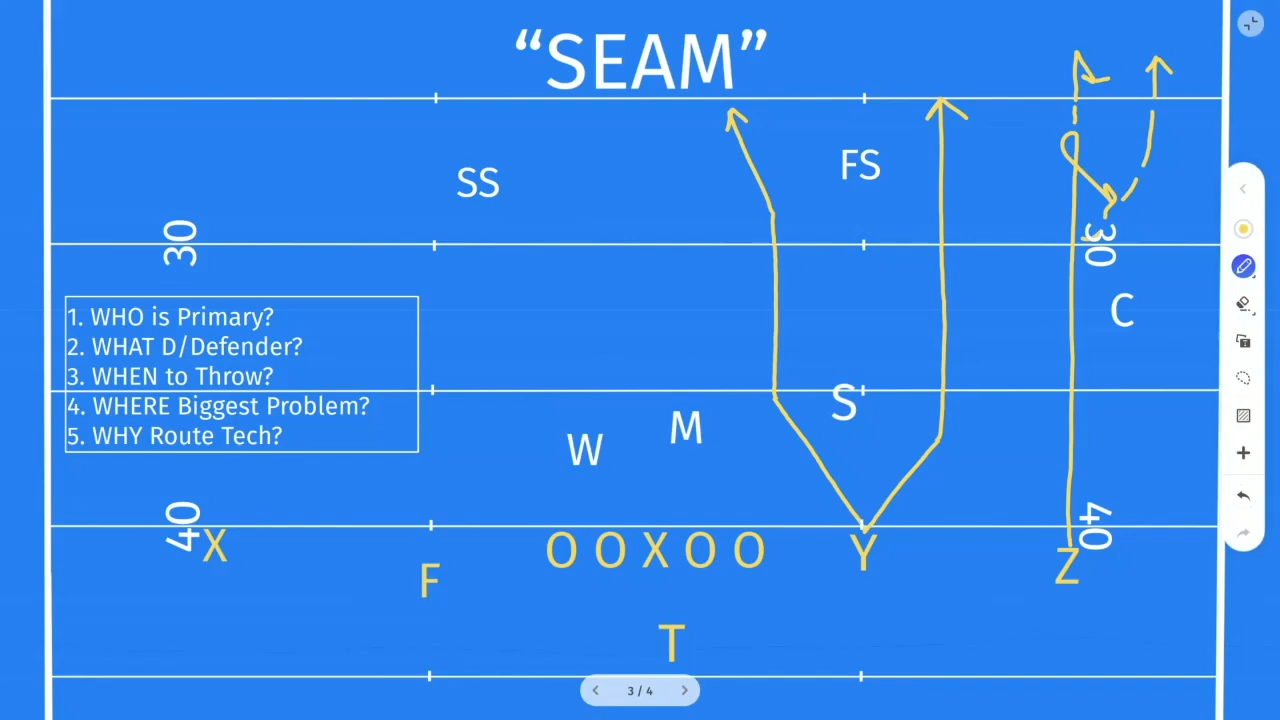 “SEAM”
SS
FS
30
30
1. WHO is Primary?
2. WHAT D/Defender?
3. WHEN to Throw?
4. WHERE Biggest Problem?
5. WHY Route Tech?
C
S
W
M
40
40
X
F
O O X O O
Y
Z
T
3 / 4